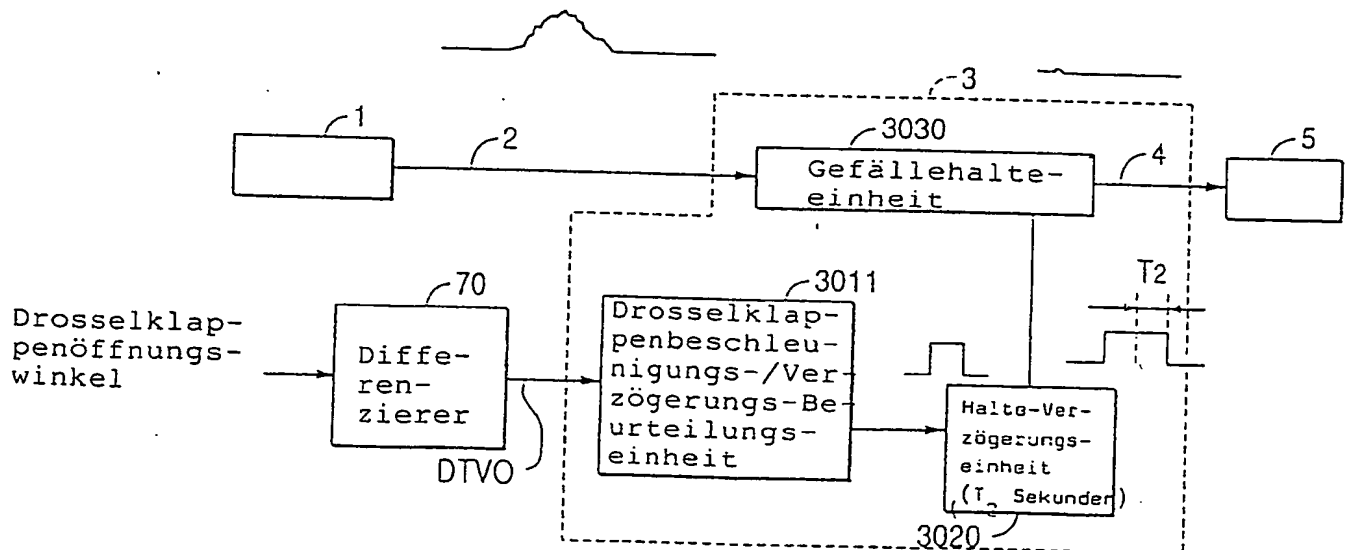 3
1
2
3030
4
5
Gefällehalte-
einheit
T2
70
3011
Drosselklap-
penöffnungs-
winkel
Diffe-
ren-
zierer
DTVO
Drosselklap-
penbeschleu-
nigungs-/Ver-
zögerungs-Be-
urteilungs-
einheit
Halte-Ver-
zögerungs-
einheit
(T2 Sekunden)
3020